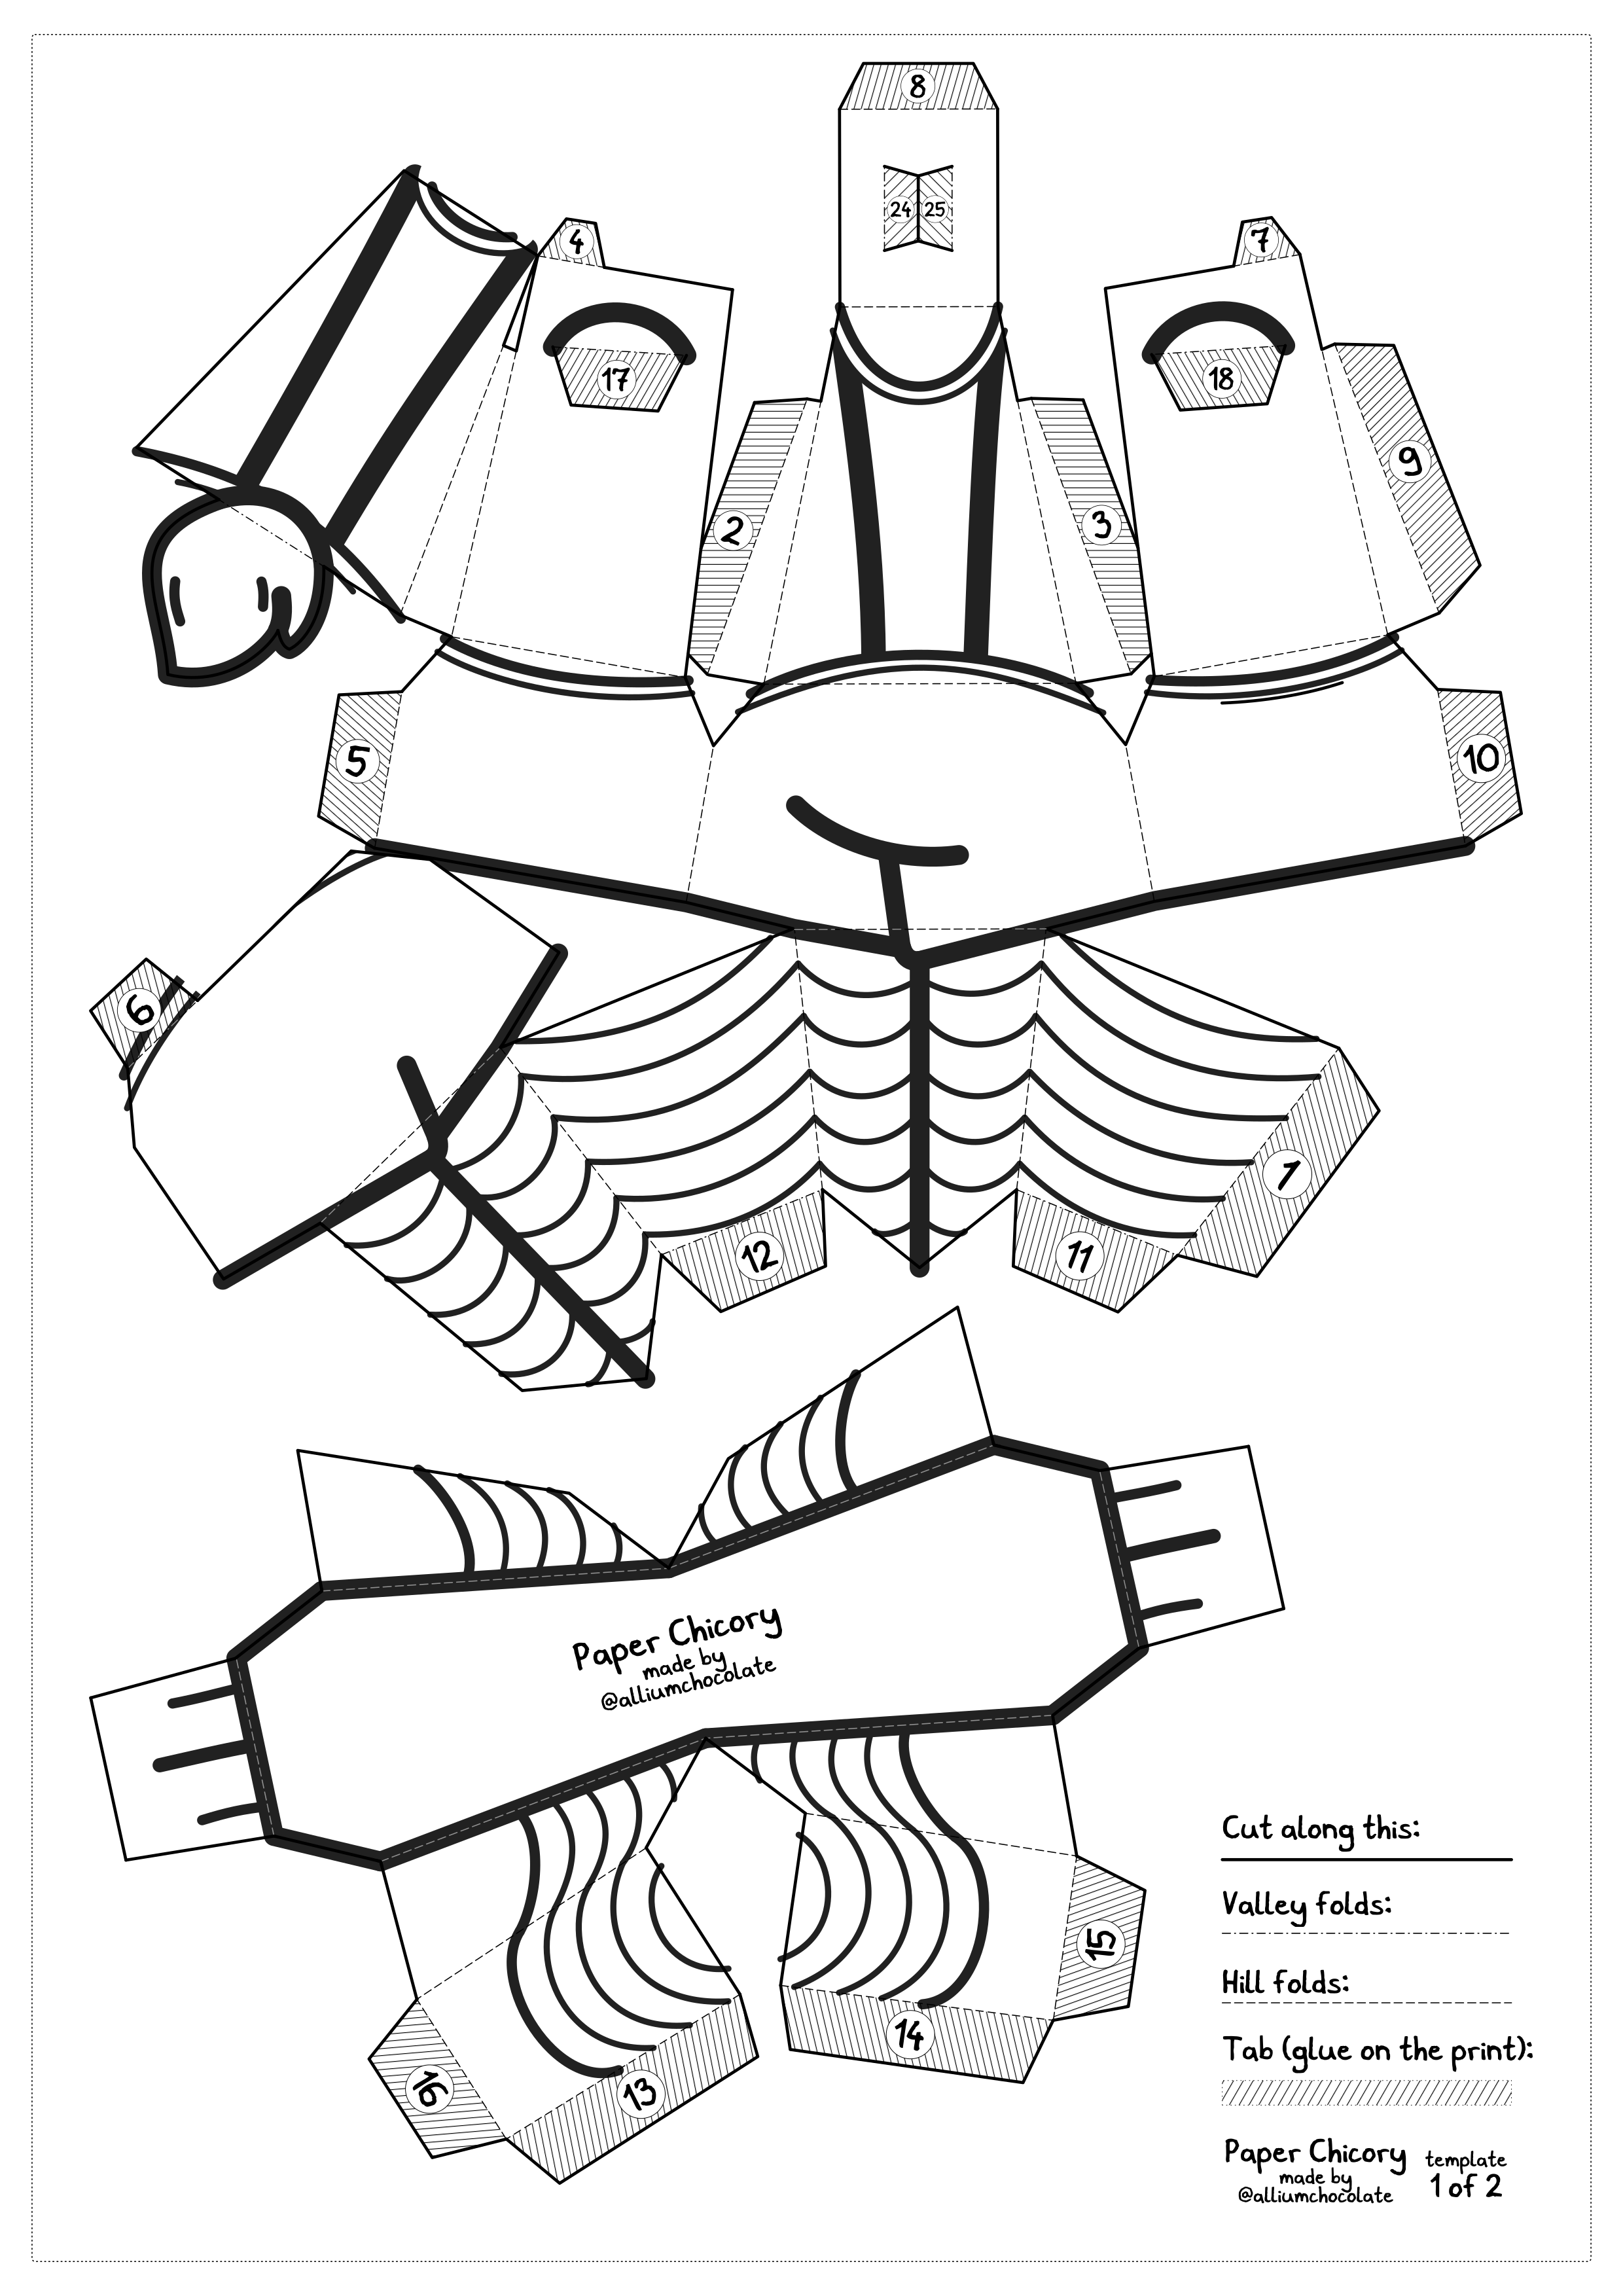 8
24 25
4
7
17
18
9
2
3
5
10
6
1
12
11
Paper Chicory
made by
@alliumchocolate
15
14
16
13
Cut along this:
Valley folds:
Hill folds:
Tab (glue on the print):
Paper Chicory
made by
@alliumchocolate
template
1 of 2